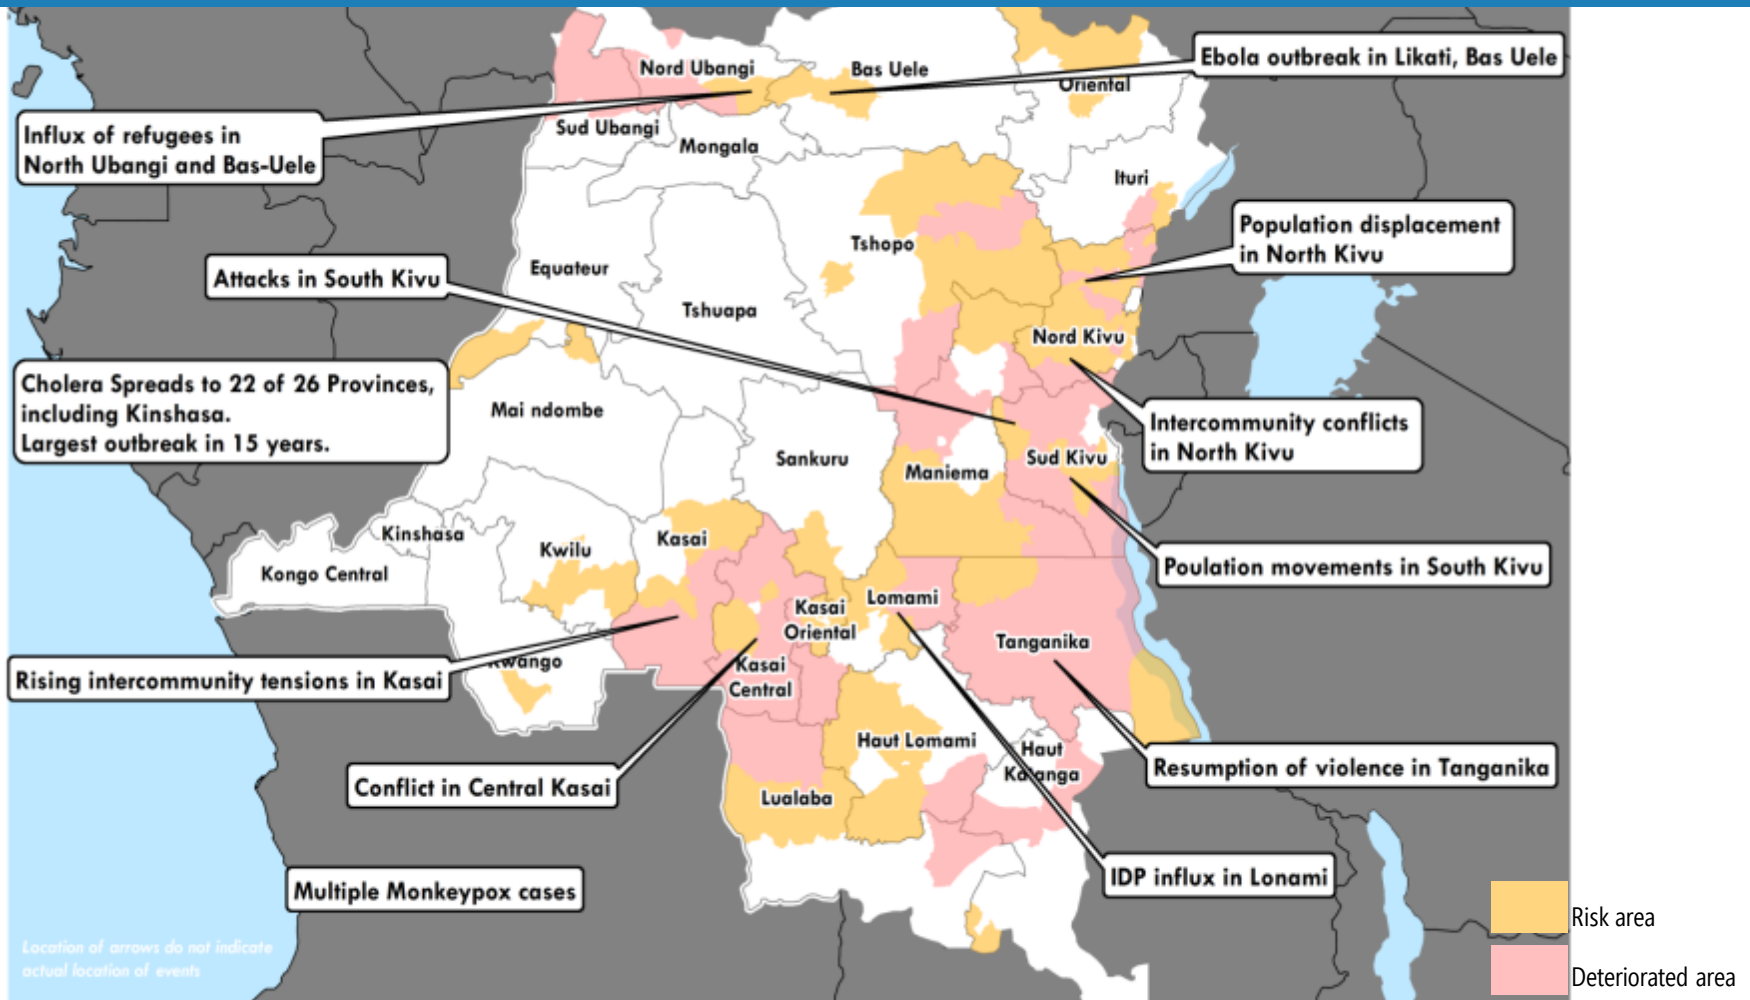 Ebola outbreak in Likati, Bas Uele
Nord Ubangi
Bas Uele
Oriental
Influx of refugees in
North Ubangi and Bas-Uele
Sud Ubangi
Mongala
Ituri
Population displacement
in North Kivu
Tshopo
Attacks in South Kivu
Equateur
Tshuapa
Nord Kivu
Cholera Spreads to 22 of 26 Provinces,
including Kinshasa.
Largest outbreak in 15 years.
Mai ndombe
Intercommunity conflicts
in North Kivu
Sankuru
Maniema
Sud Kivu
Kinshasa
Kasai
Kwilu
Kongo Central
Poulation movements in South Kivu
Lomami
Kasai
Oriental
Tanganika
Kwango
Rising intercommunity tensions in Kasai
Kasai
Central
Haut Lomami
Haut
Katanga
Resumption of violence in Tanganika
Conflict in Central Kasai
Lualaba
IDP influx in Lonami
Multiple Monkeypox cases
Risk area
Location of arrows do not indicate
actual location of events
Deteriorated area